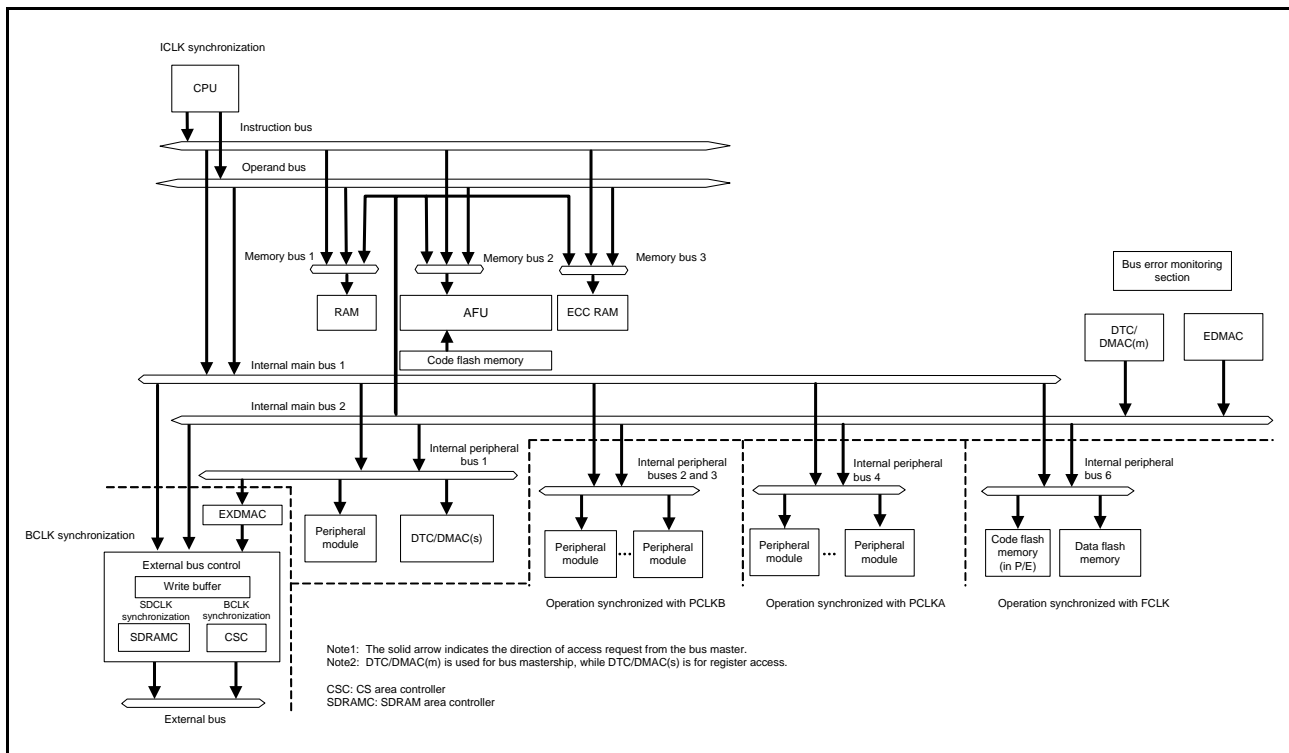 ICLK synchronization
CPU
Instruction bus
Operand bus
Memory bus 1
Memory bus 2
Memory bus 3
RAM
AFU
ECC RAM
Code flash memory
Bus error monitoring
section
DTC/
DMAC(m)
EDMAC
Internal main bus 1
Internal main bus 2
Internal peripheral
bus 1
Internal peripheral
buses 2 and 3
Internal peripheral
bus 4
Internal peripheral
bus 6
BCLK synchronization
EXDMAC
Peripheral
module
DTC/DMAC(s)
Peripheral
module
...
Peripheral
module
Peripheral
module
...
Peripheral
module
Code flash
memory
(in P/E)
Data flash
memory
External bus control
Write buffer
SDCLK
synchronization
BCLK
synchronization
SDRAMC
CSC
Operation synchronized with PCLKB
Operation synchronized with PCLKA
Operation synchronized with FCLK
Note1: The solid arrow indicates the direction of access request from the bus master.
Note2: DTC/DMAC(m) is used for bus mastership, while DTC/DMAC(s) is for register access.
CSC: CS area controller
SDRAMC: SDRAM area controller
External bus